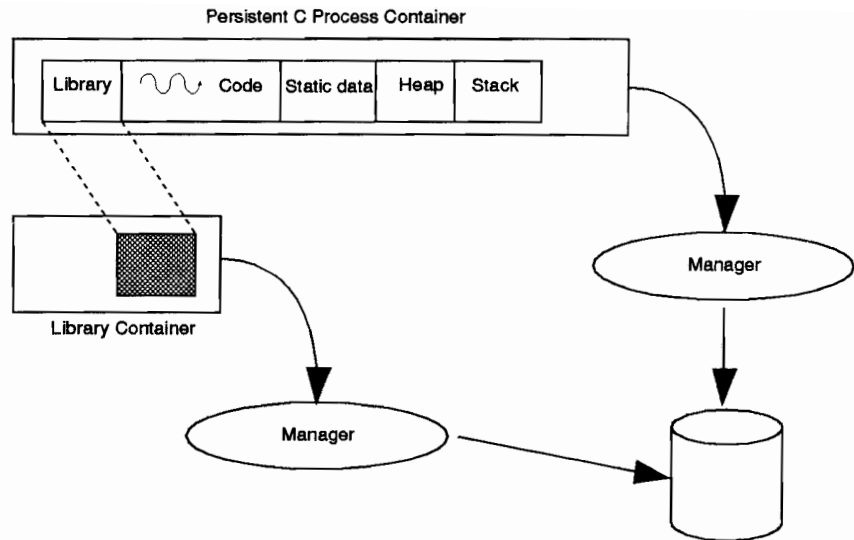 Persistent C Process Container
Library Code Static data Heap Stack
Manager
Library Container
Manager